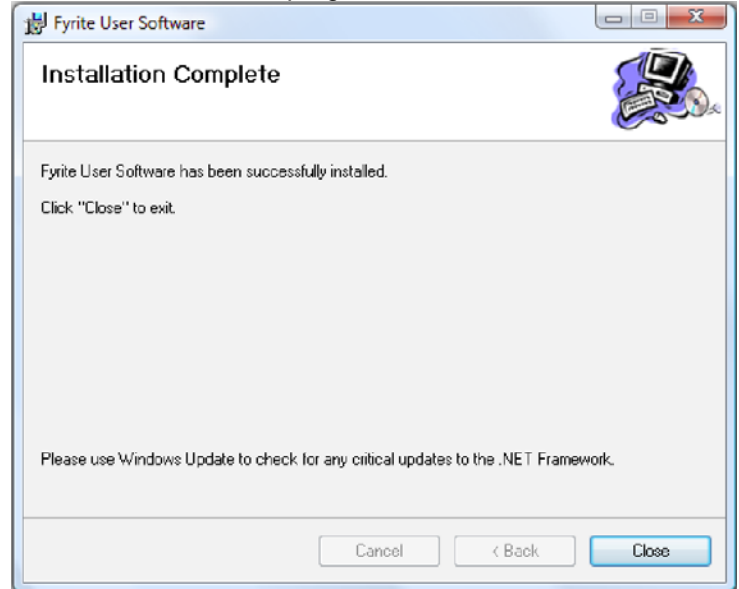 Fyrite User Software
Installation Complete
Fyrite User Software has been successfully installed.
Click "Close" to exit.
Please use Windows Update to check for any critical updates to the .NET Framework.
Cancel < Back Close